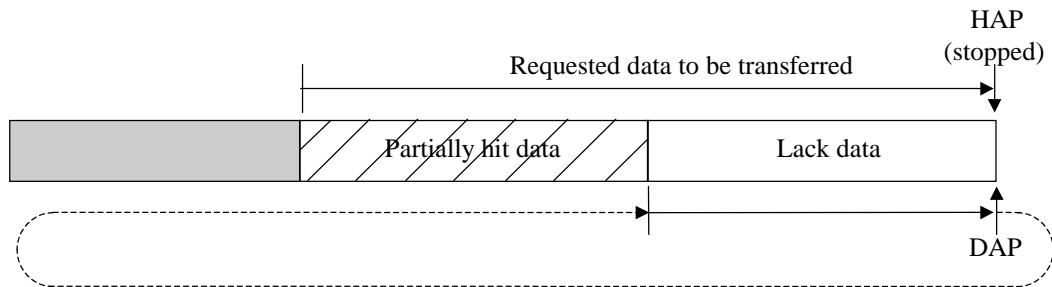 HAP
(stopped)
Requested data to be transferred
Partially hit data
Lack data
DAP